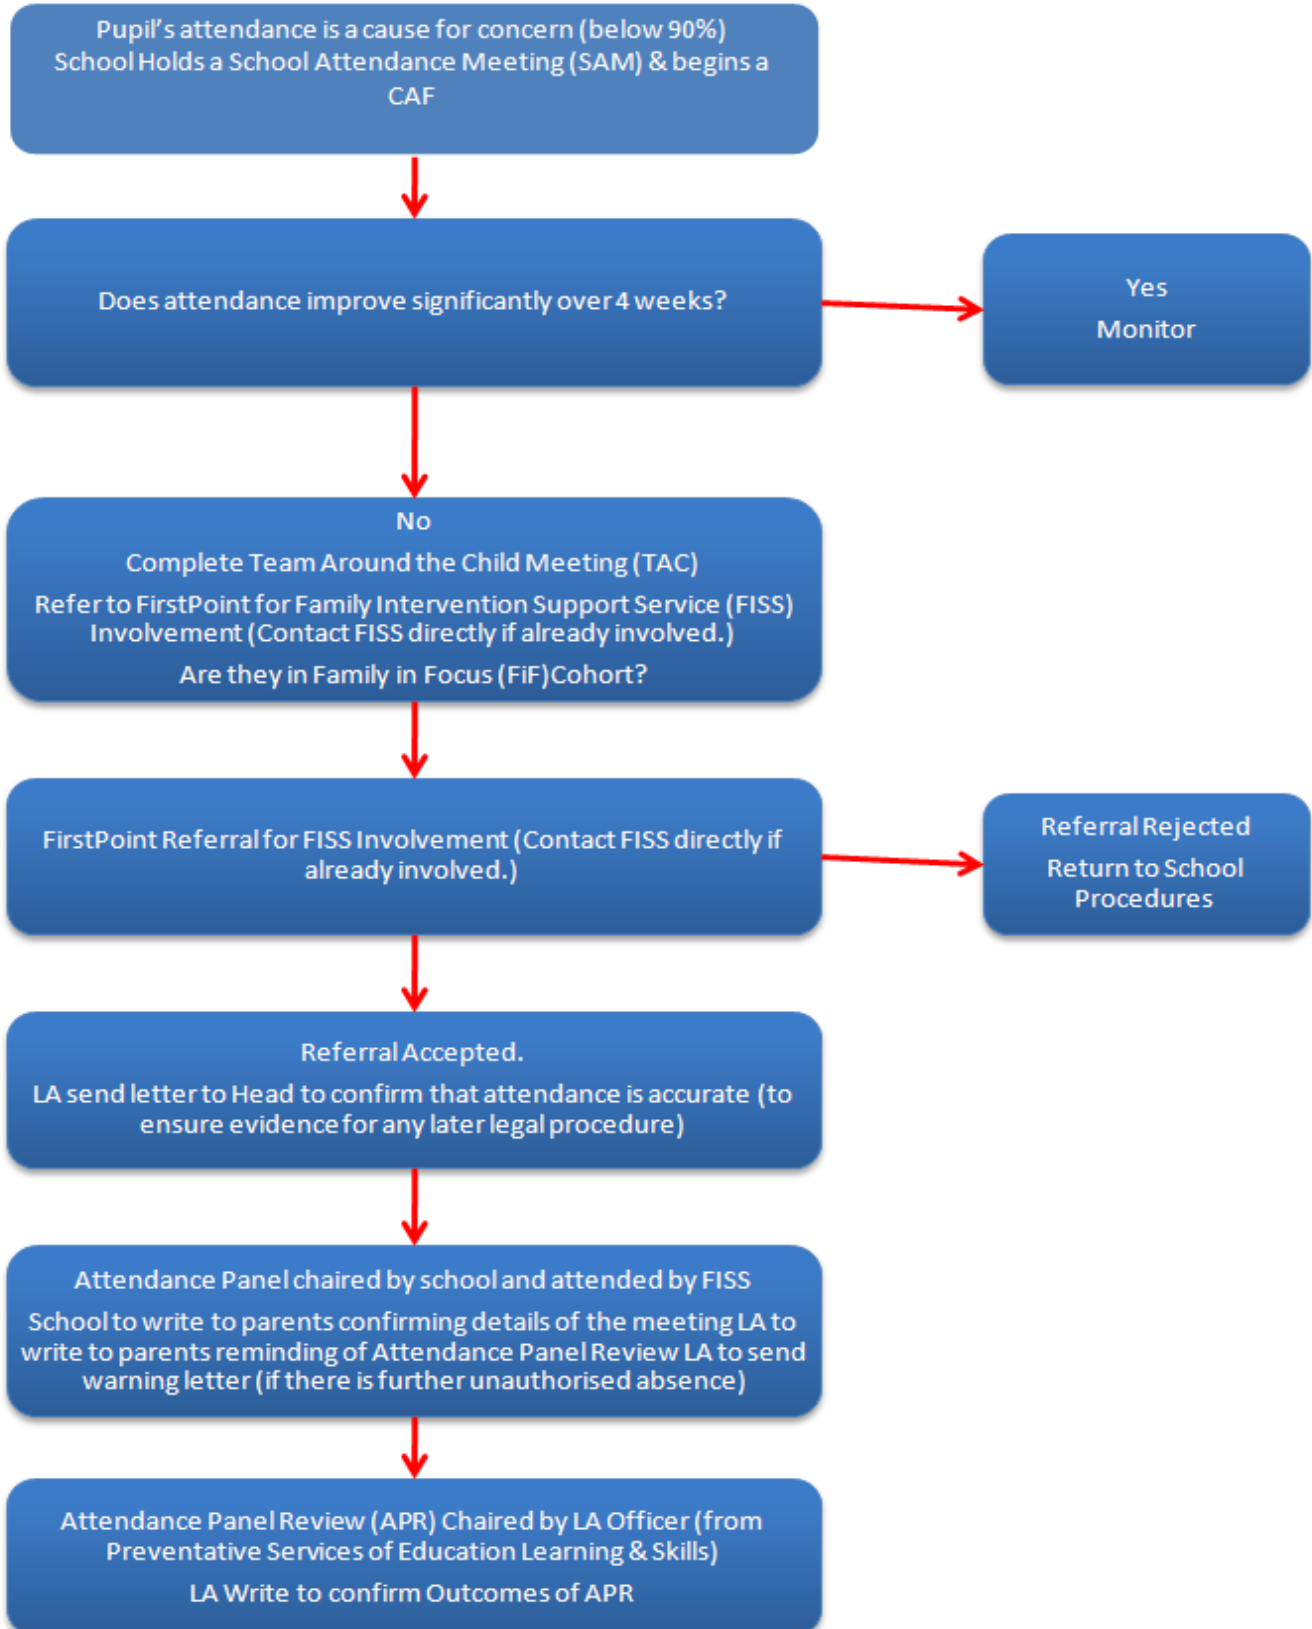 Pupil's attendance is a cause for concern (below 90%)
School Holds a School Attendance Meeting (SAM) & begins a
CAF
Does attendance improve significantly over 4 weeks?
Yes
Monitor
No
Complete Team Around the Child Meeting (TAC)
Refer to FirstPoint for Family Intervention Support Service (FISS)
Involvement (Contact FISS directly if already involved.)
Are they in Family in Focus (FiF)Cohort?
FirstPoint Referral for FISS Involvement (Contact FISS directly if
already involved.)
Referral Rejected
Return to School
Procedures
Referral Accepted.
LA send letter to Head to confirm that attendance is accurate (to
ensure evidence for any later legal procedure)
Attendance Panel chaired by school and attended by FISS
School to write to parents confirming details of the meeting LA to
write to parents reminding of Attendance Panel Review LA to send
warning letter (if there is further unauthorised absence)
Attendance Panel Review (APR) Chaired by LA Officer (from
Preventative Services of Education Learning & Skills)
LA Write to confirm Outcomes of APR